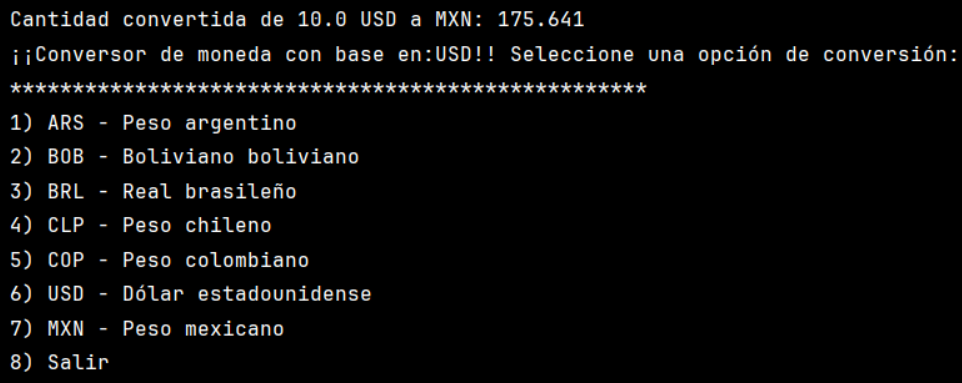 Cantidad convertida de 10.0 USD a MXN: 175.641
¡¡Conversor de moneda con base en:USD!! Seleccione una opción de conversión:
***************************************************
1) ARS - Peso argentino
2) BOB - Boliviano boliviano
3) BRL - Real brasileño
4) CLP - Peso chileno
5) COP - Peso colombiano
6) USD - Dólar estadounidense
7) MXN - Peso mexicano
8) Salir